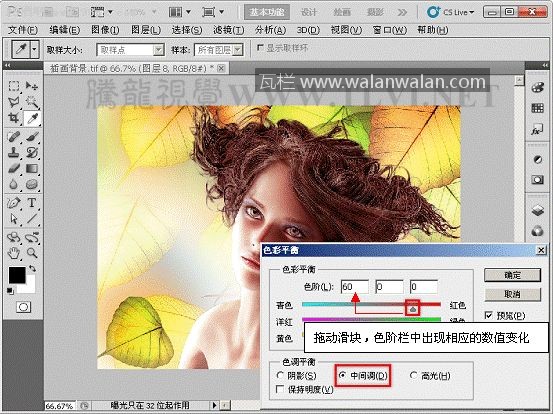 Ps
100%
基本功能 设计 绘画 摄影 >> CS Live
文件(F) 编辑(E) 图像(I) 图层(L) 选择(S) 滤镜(T) 分析(A) 3D(D) 视图(V) 窗口(W) 帮助(H)
取样大小: 取样点 样本: 所有图层 显示取样环
插画背景.tif @ 66.7% (图层 8, RGB/8#) *
瓦栏 www.walanwalan.com
騰龍視覺
色彩平衡
色彩平衡
色阶(L): 60 0 0
确定
取消
预览(P)
青色 红色
洋红 绿色
黄色
拖动滑块，色阶栏中出现相应的数值变化
色调平衡
阴影(S) 中间调(D) 高光(H)
保持明度(V)
66.67% 曝光只在 32 位起作用